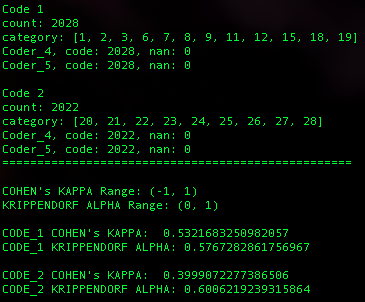 Code 1
count: 2028
category: [1, 2, 3, 6, 7, 8, 9, 11, 12, 15, 18, 19]
Coder_4, code: 2028, nan: 0
Coder_5, code: 2028, nan: 0
Code 2
count: 2022
category: [20, 21, 22, 23, 24, 25, 26, 27, 28]
Coder_4, code: 2022, nan: 0
Coder_5, code: 2022, nan: 0
==================================================
COHEN's KAPPA Range: (-1, 1)
KRIPPENDORF ALPHA Range: (0, 1)
CODE_1 COHEN's KAPPA:  0.5321683250982057
CODE_1 KRIPPENDORF ALPHA: 0.5767282861756967
CODE_2 COHEN's KAPPA:  0.3999072277386506
CODE_2 KRIPPENDORF ALPHA: 0.6006219239315864